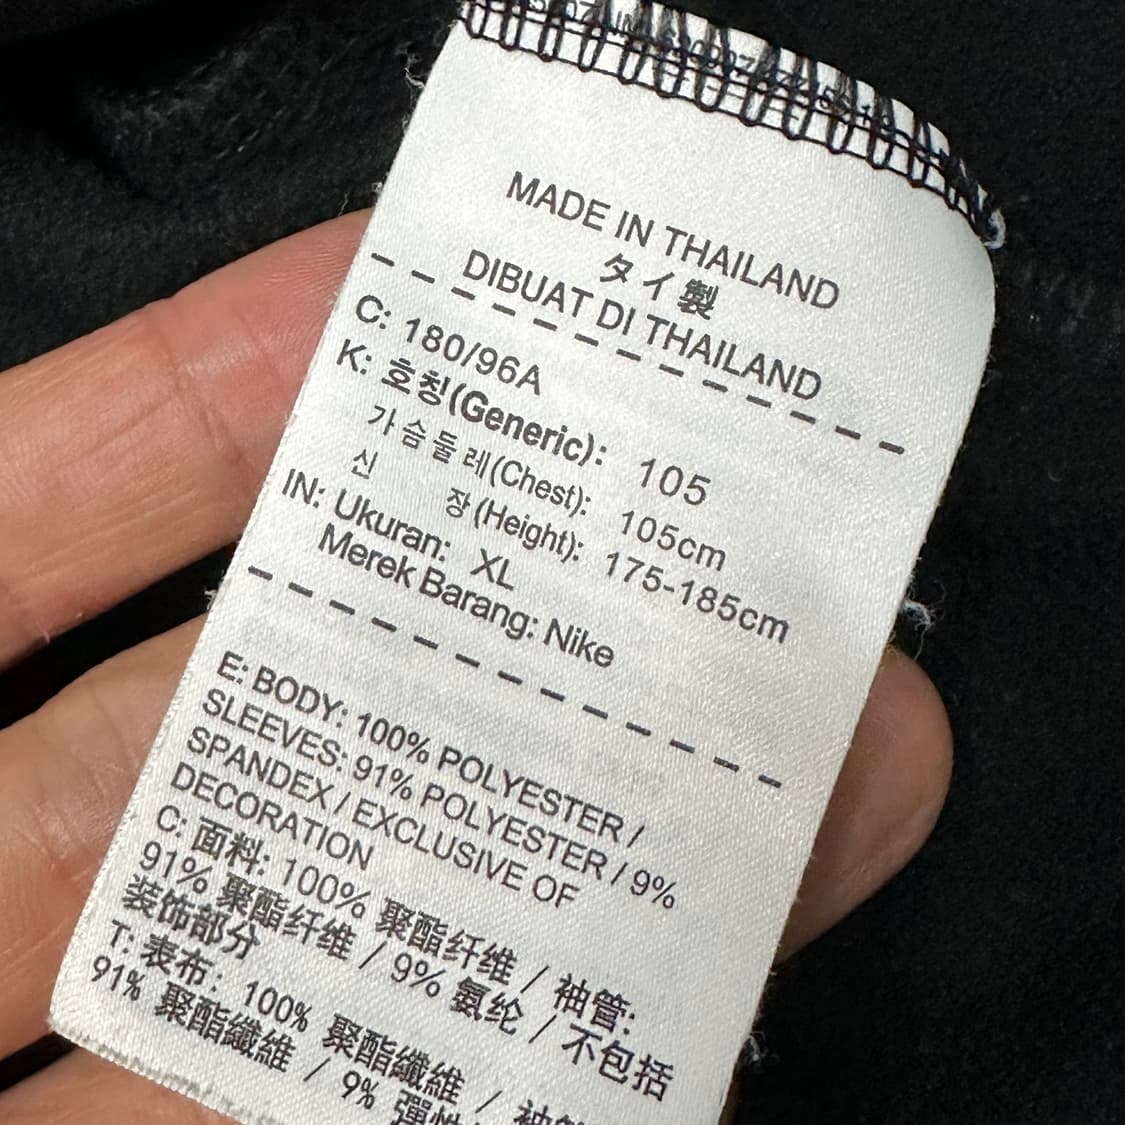 MADE IN THAILAND
タイ製
DIBUAT DI THAILAND
C: 180/96A
K: 호칭(Generic): 105
가슴둘레(Chest): 105cm
신 장(Height): 175-185cm
IN: Ukuran: XL
Merek Barang: Nike
E: BODY: 100% POLYESTER /
SLEEVES: 91% POLYESTER / 9%
SPANDEX / EXCLUSIVE OF
DECORATION
C: 面料: 100% 聚酯纤维 / 袖管:
91% 聚酯纤维 / 9% 氨纶 / 不包括
装饰部分
T: 表布: 100% 聚酯纖維 /
91% 聚酯纖維 / 9%